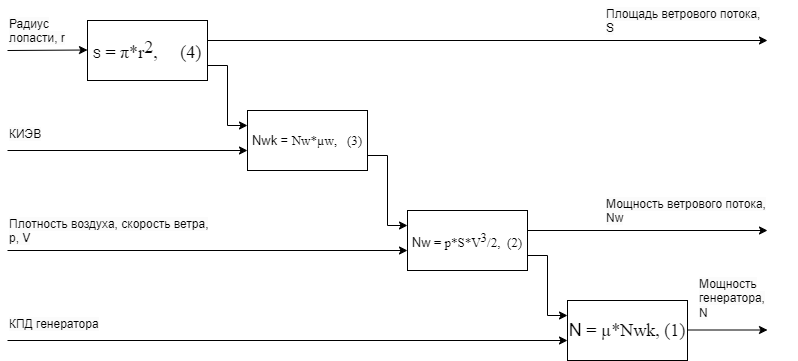 Радиус
лопасти, r
s = π*r², (4)
Площадь ветрового потока,
S
КИЭВ
Nwk = Nw*μw, (3)
Плотность воздуха, скорость ветра,
p, V
Nw = p*S*V³/2, (2)
Мощность ветрового потока,
Nw
КПД генератора
N = μ*Nwk, (1)
Мощность
генератора,
N